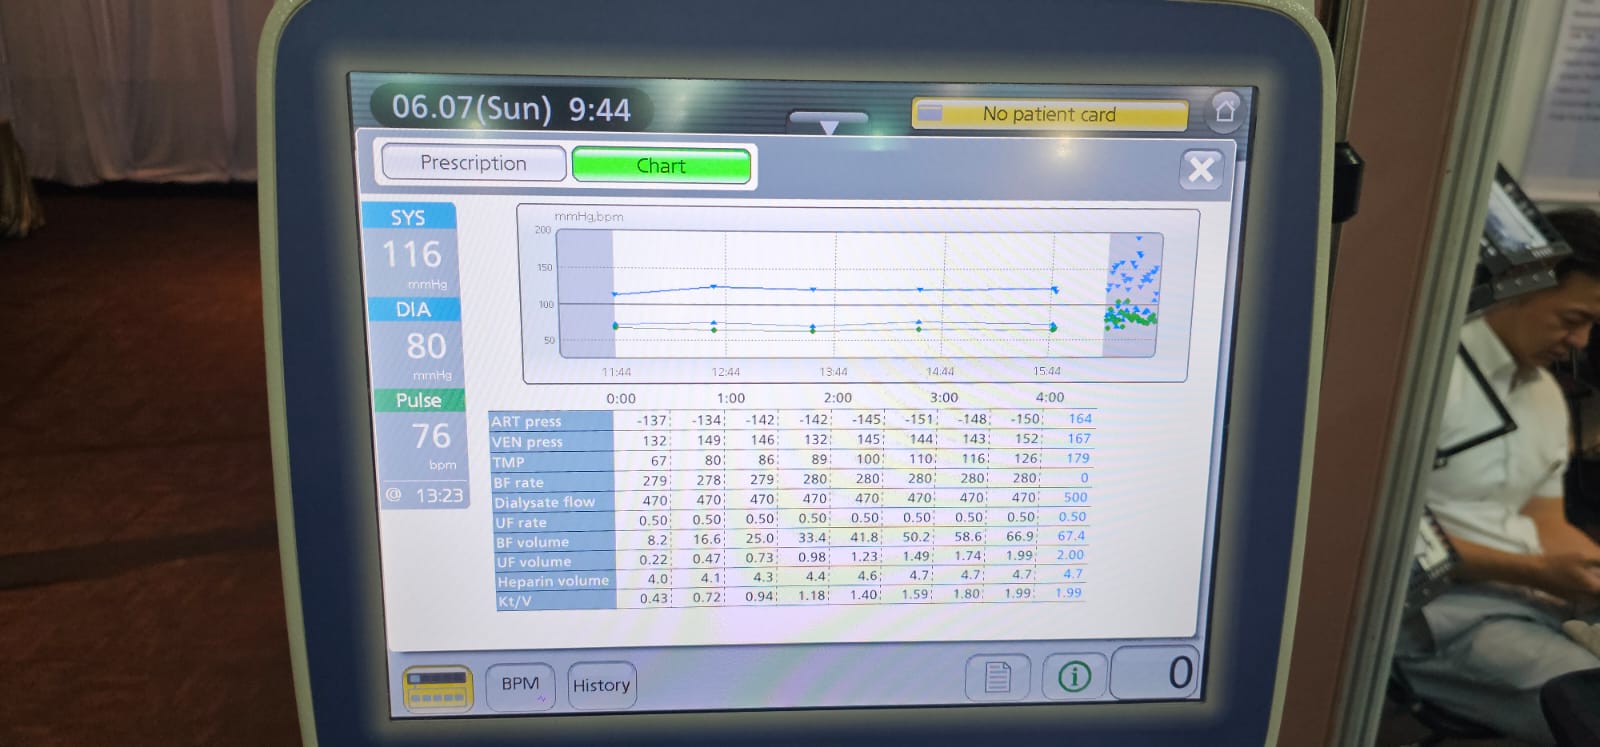 06.07(Sun) 9:44
No patient card
Prescription
Chart
SYS
116
mmHg
DIA
80
mmHg
Pulse
76
bpm
@ 13:23
mmHg,bpm
200
150
100
50
11:44 12:44 13:44 14:44 15:44
0:00 1:00 2:00 3:00 4:00
ART press -137 -134 -142 -142 -145 -151 -148 -150 164
VEN press 132 149 146 132 145 144 143 152 167
TMP 67 80 86 89 100 110 116 126 179
BF rate 279 278 279 280 280 280 280 280 0
Dialysate flow 470 470 470 470 470 470 470 470 500
UF rate 0.50 0.50 0.50 0.50 0.50 0.50 0.50 0.50 0.50
BF volume 8.2 16.6 25.0 33.4 41.8 50.2 58.6 66.9 67.4
UF volume 0.22 0.47 0.73 0.98 1.23 1.49 1.74 1.99 2.00
Heparin volume 4.0 4.1 4.3 4.4 4.6 4.7 4.7 4.7 4.7
Kt/V 0.43 0.72 0.94 1.18 1.40 1.59 1.80 1.99 1.99
BPM
History
0